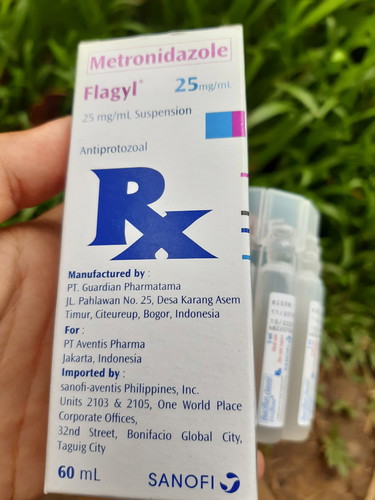 Metronidazole
Flagyl®
25mg/mL
25 mg/mL Suspension
Antiprotozoal
Rx
Manufactured by :
PT. Guardian Pharmatama
JL. Pahlawan No. 25, Desa Karang Asem
Timur, Citeureup, Bogor, Indonesia
For :
PT Aventis Pharma
Jakarta, Indonesia
Imported by :
sanofi-aventis Philippines, Inc.
Units 2103 & 2105, One World Place
Corporate Offices,
32nd Street, Bonifacio Global City,
Taguig City
60 mL
SANOFI